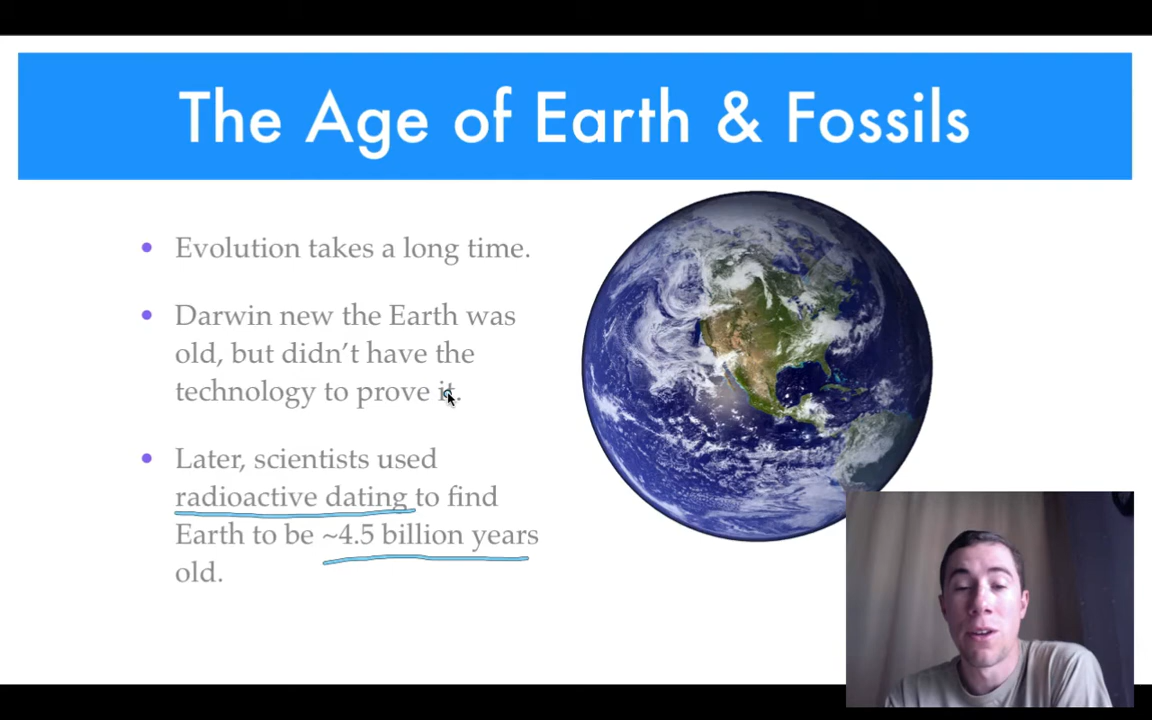 The Age of Earth & Fossils
• Evolution takes a long time.
• Darwin new the Earth was
old, but didn't have the
technology to prove it.
• Later, scientists used
radioactive dating to find
Earth to be ~4.5 billion years
old.